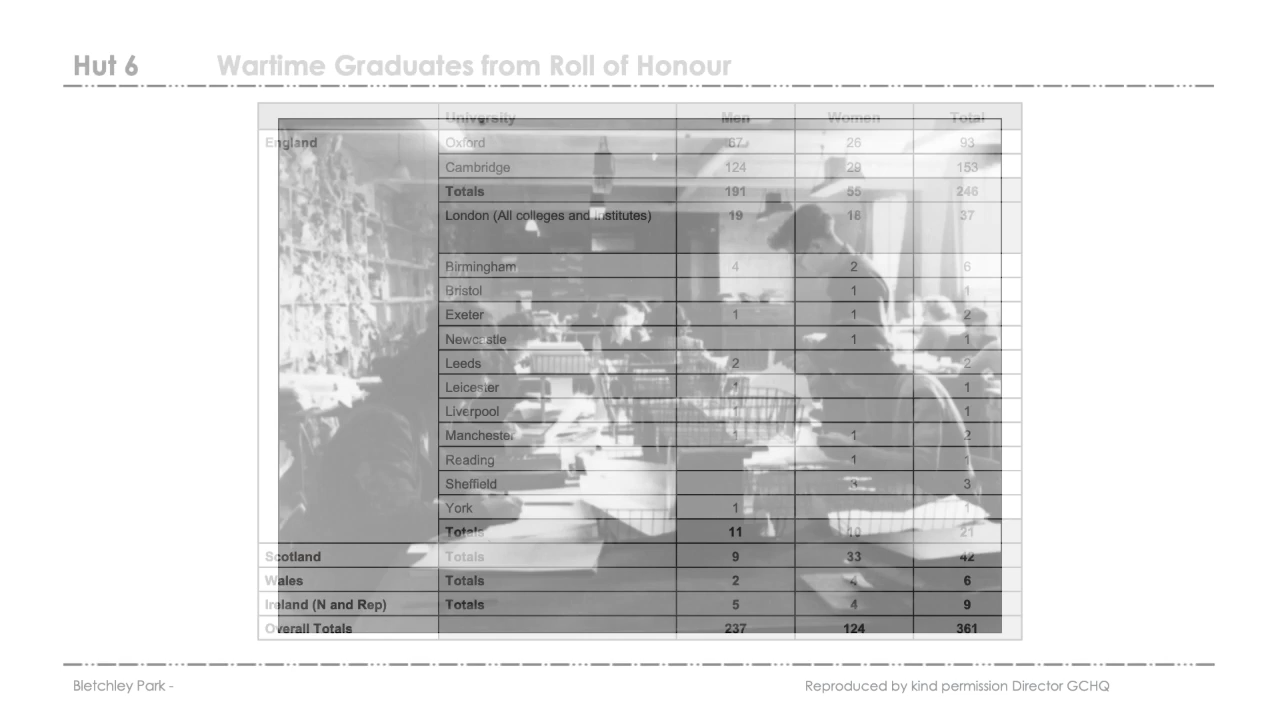 Hut 6 Wartime Graduates from Roll of Honour
University Men Women Total
England Oxford 67 26 93
Cambridge 124 29 153
Totals 191 55 246
London (All colleges and Institutes) 19 18 37
Birmingham 4 2 6
Bristol 1 1
Exeter 1 1 2
Newcastle 1 1
Leeds 2 2
Leicester 1 1
Liverpool 1 1
Manchester 1 1 2
Reading 1 1
Sheffield 3 3
York 1 1
Totals 11 10 21
Scotland Totals 9 33 42
Wales Totals 2 4 6
Ireland (N and Rep) Totals 5 4 9
Overall Totals 237 124 361
Bletchley Park - Reproduced by kind permission Director GCHQ